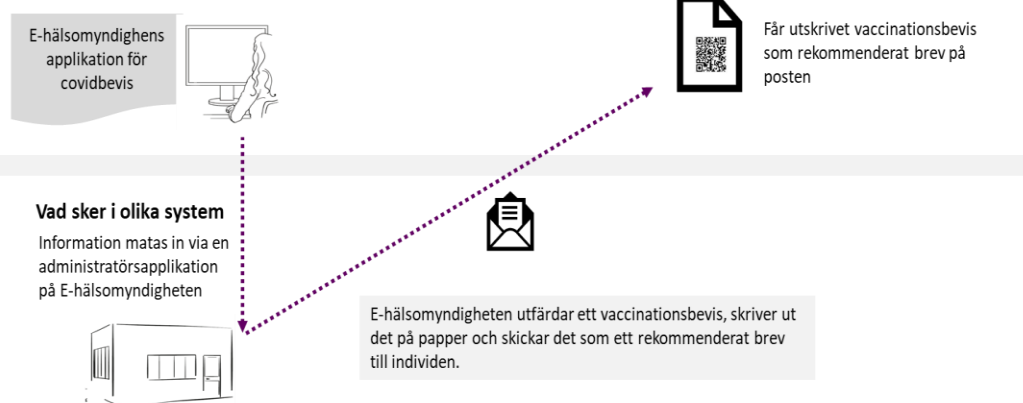 E-hälsomyndighens
applikation för
covidbevis
Får utskrivet vaccinationsbevis
som rekommenderat brev på
posten
Vad sker i olika system
Information matas in via en
administratörsapplikation
på E-hälsomyndigheten
E-hälsomyndigheten utfärdar ett vaccinationsbevis, skriver ut
det på papper och skickar det som ett rekommenderat brev
till individen.